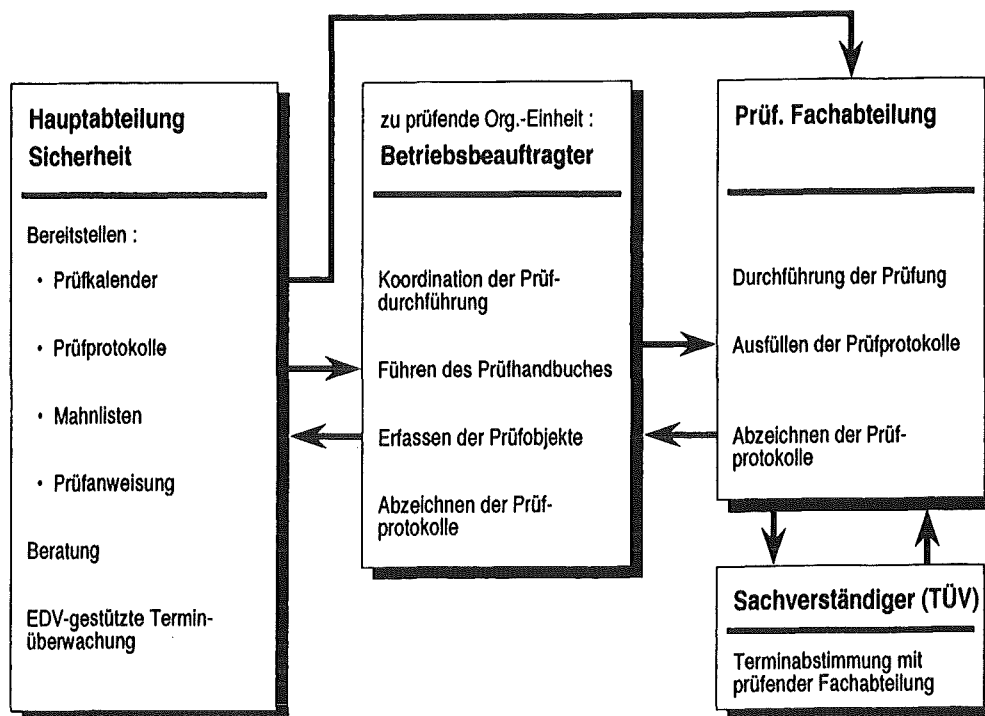 Hauptabteilung
Sicherheit
Bereitstellen :
• Prüfkalender
• Prüfprotokolle
• Mahnlisten
• Prüfanweisung
Beratung
EDV-gestützte Termin-
überwachung
zu prüfende Org.-Einheit :
Betriebsbeauftragter
Koordination der Prüf-
durchführung
Führen des Prüfhandbuches
Erfassen der Prüfobjekte
Abzeichnen der Prüf-
protokolle
Prüf. Fachabteilung
Durchführung der Prüfung
Ausfüllen der Prüfprotokolle
Abzeichnen der Prüf-
protokolle
Sachverständiger (TÜV)
Terminabstimmung mit
prüfender Fachabteilung